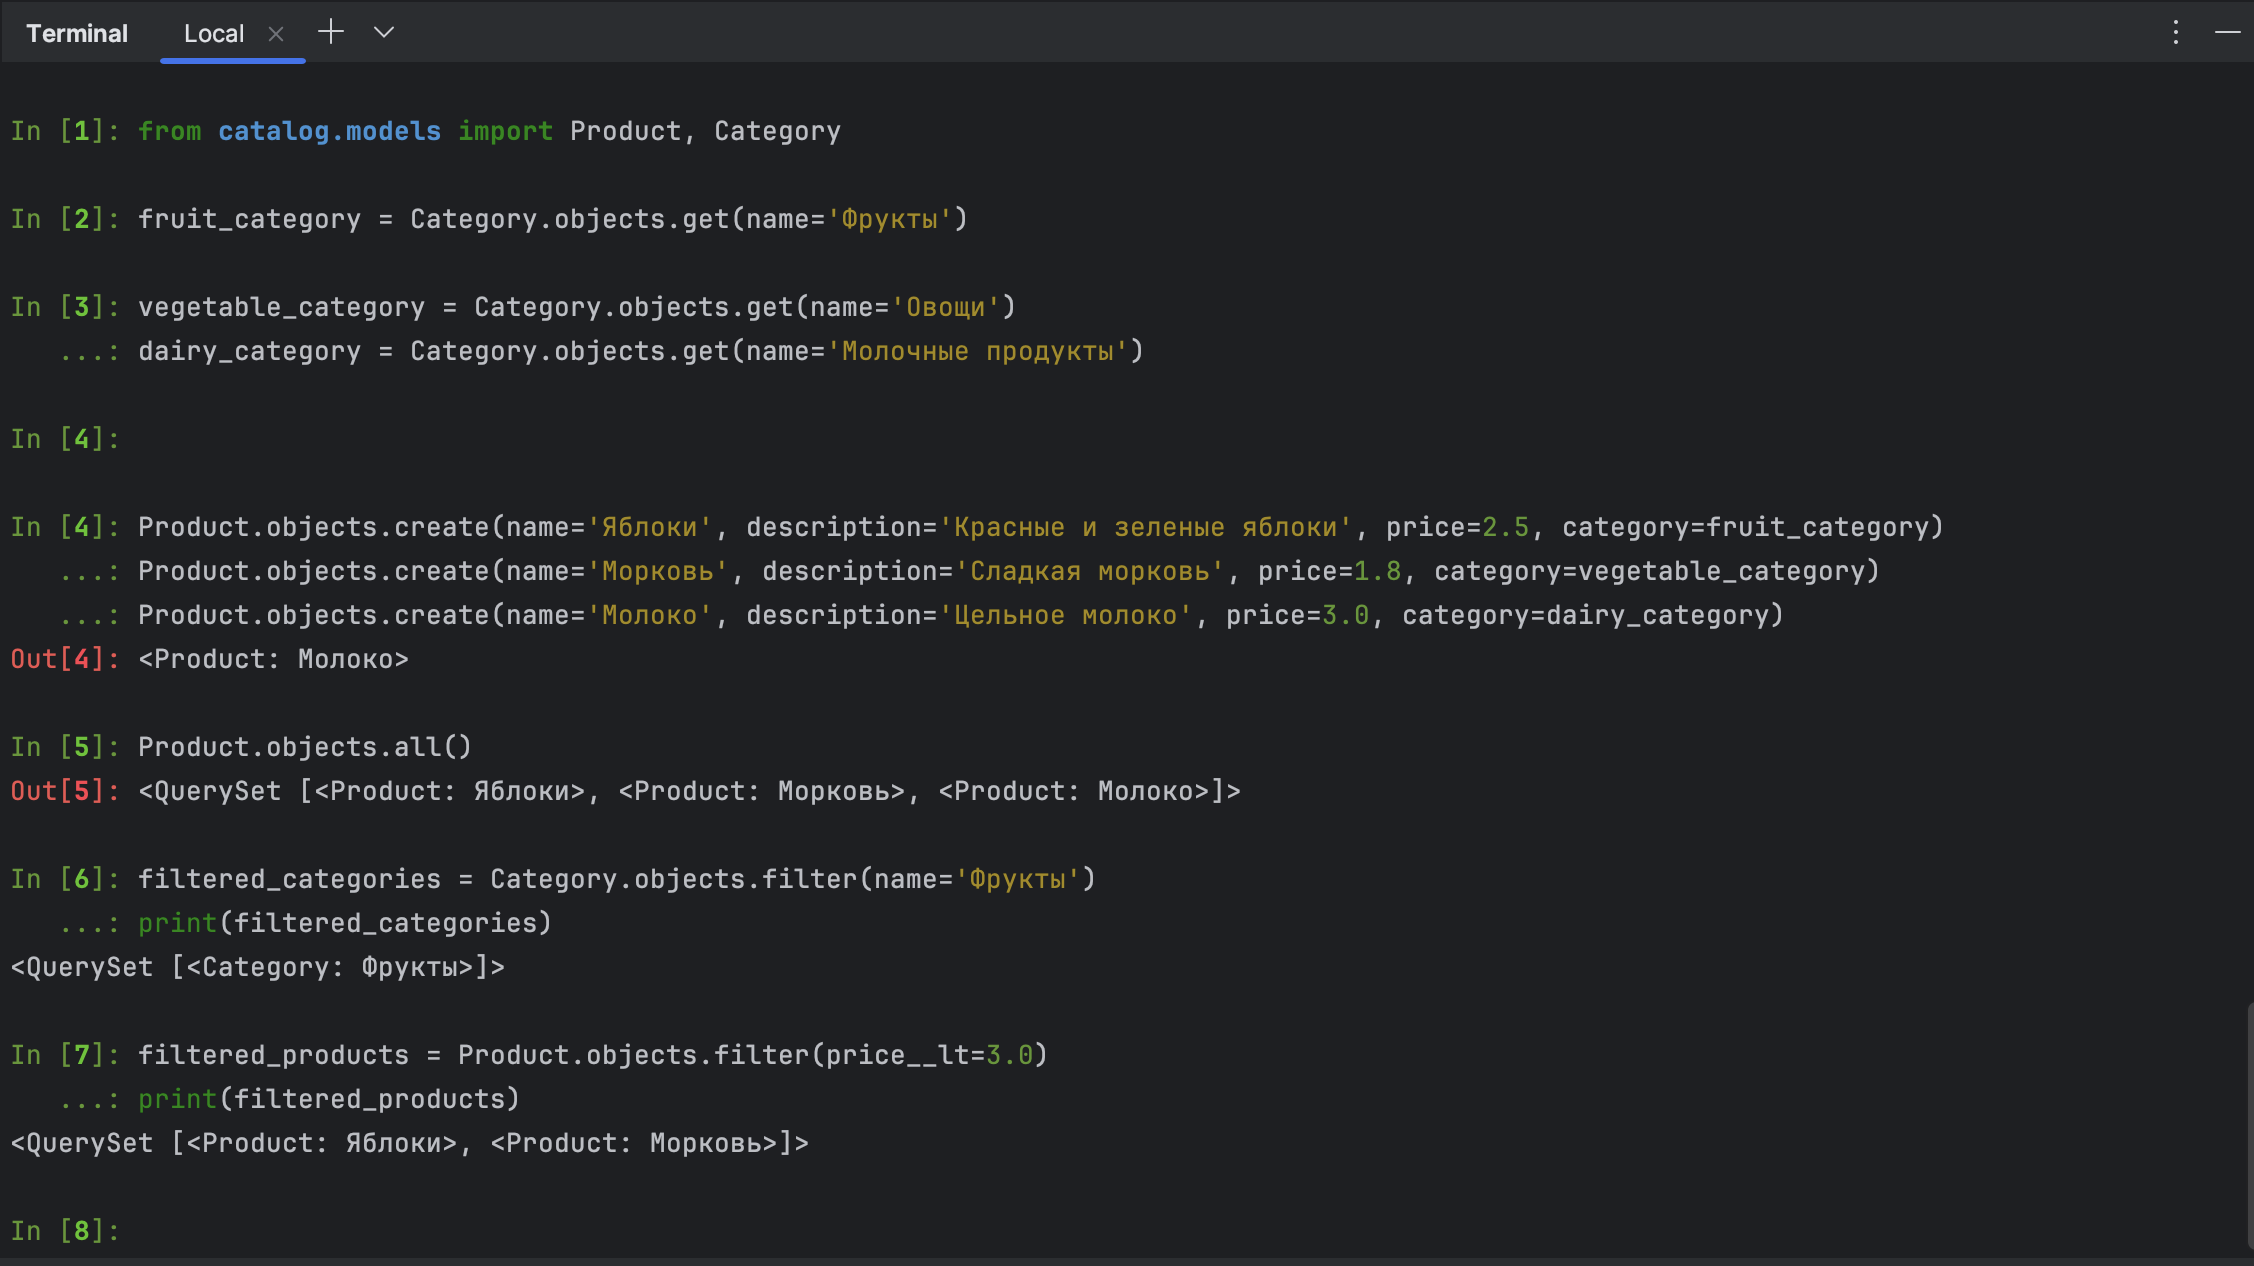 Terminal Local
In [1]: from catalog.models import Product, Category
In [2]: fruit_category = Category.objects.get(name='Фрукты')
In [3]: vegetable_category = Category.objects.get(name='Овощи')
   ...: dairy_category = Category.objects.get(name='Молочные продукты')
In [4]:
In [4]: Product.objects.create(name='Яблоки', description='Красные и зеленые яблоки', price=2.5, category=fruit_category)
   ...: Product.objects.create(name='Морковь', description='Сладкая морковь', price=1.8, category=vegetable_category)
   ...: Product.objects.create(name='Молоко', description='Цельное молоко', price=3.0, category=dairy_category)
Out[4]: <Product: Молоко>
In [5]: Product.objects.all()
Out[5]: <QuerySet [<Product: Яблоки>, <Product: Морковь>, <Product: Молоко>]>
In [6]: filtered_categories = Category.objects.filter(name='Фрукты')
   ...: print(filtered_categories)
<QuerySet [<Category: Фрукты>]>
In [7]: filtered_products = Product.objects.filter(price__lt=3.0)
   ...: print(filtered_products)
<QuerySet [<Product: Яблоки>, <Product: Морковь>]>
In [8]: